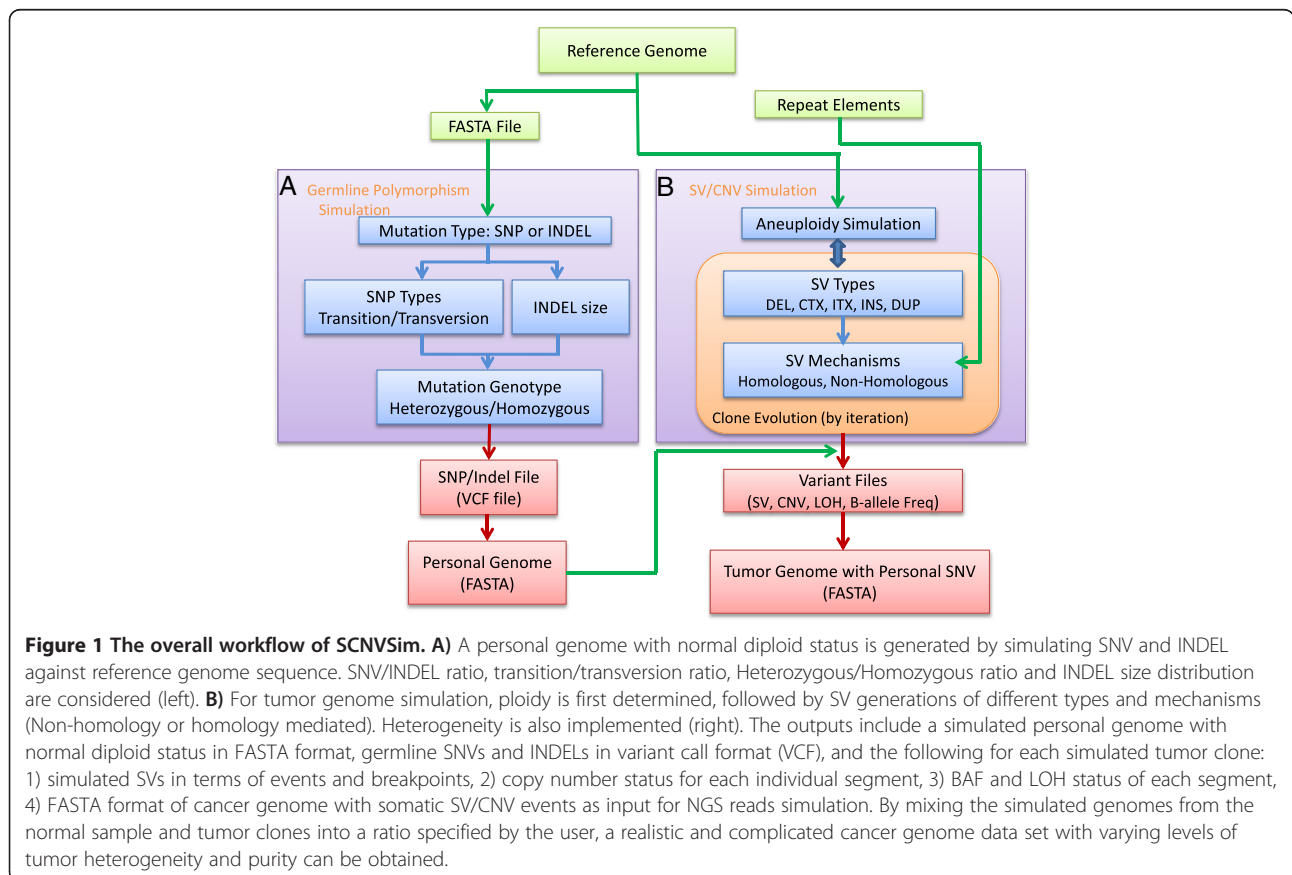 Reference Genome
Repeat Elements
FASTA File
A
Germline Polymorphism
Simulation
Mutation Type: SNP or INDEL
SNP Types
Transition/Transversion
INDEL size
Mutation Genotype
Heterozygous/Homozygous
B
SV/CNV Simulation
Aneuploidy Simulation
SV Types
DEL, CTX, ITX, INS, DUP
SV Mechanisms
Homologous, Non-Homologous
Clone Evolution (by iteration)
SNP/Indel File
(VCF file)
Personal Genome
(FASTA)
Variant Files
(SV, CNV, LOH, B-allele Freq)
Tumor Genome with Personal SNV
(FASTA)
Figure 1 The overall workflow of SCNVSim. A) A personal genome with normal diploid status is generated by simulating SNV and INDEL
against reference genome sequence. SNV/INDEL ratio, transition/transversion ratio, Heterozygous/Homozygous ratio and INDEL size distribution
are considered (left). B) For tumor genome simulation, ploidy is first determined, followed by SV generations of different types and mechanisms
(Non-homology or homology mediated). Heterogeneity is also implemented (right). The outputs include a simulated personal genome with
normal diploid status in FASTA format, germline SNVs and INDELs in variant call format (VCF), and the following for each simulated tumor clone:
1) simulated SVs in terms of events and breakpoints, 2) copy number status for each individual segment, 3) BAF and LOH status of each segment,
4) FASTA format of cancer genome with somatic SV/CNV events as input for NGS reads simulation. By mixing the simulated genomes from the
normal sample and tumor clones into a ratio specified by the user, a realistic and complicated cancer genome data set with varying levels of
tumor heterogeneity and purity can be obtained.